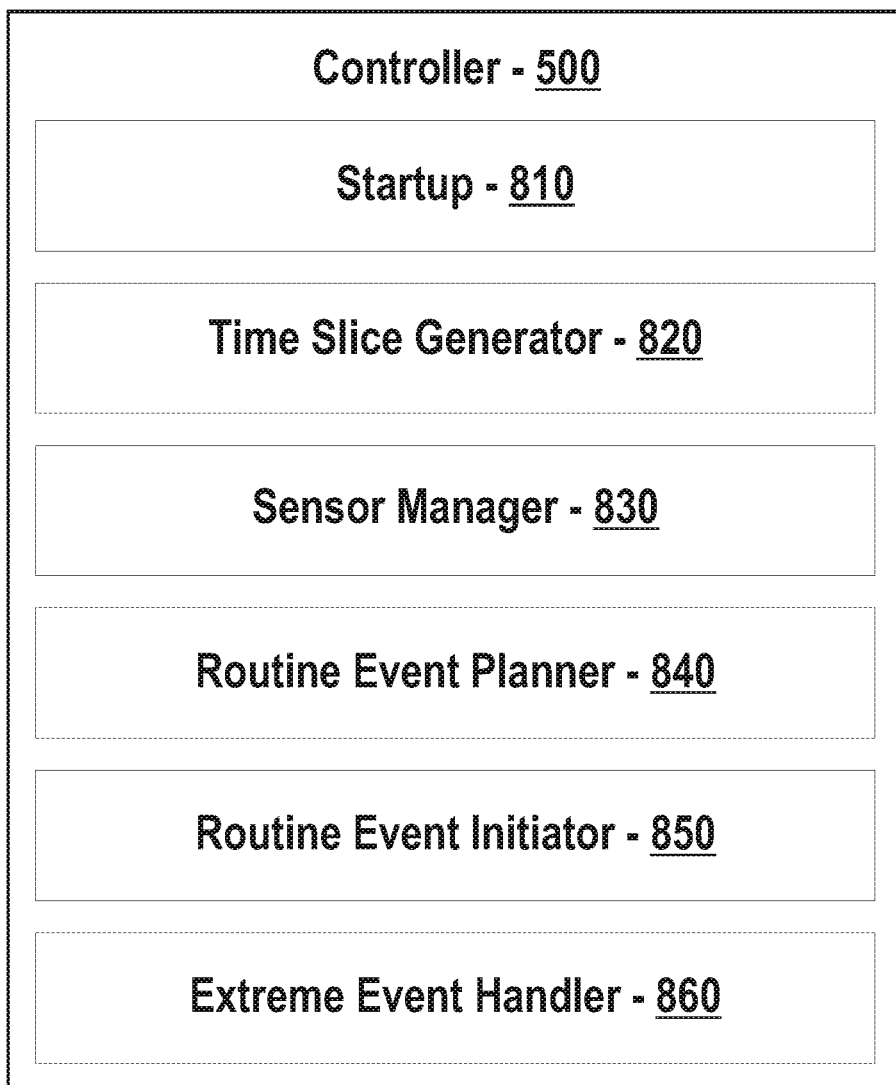 Controller - 500
Startup - 810
Time Slice Generator - 820
Sensor Manager - 830
Routine Event Planner - 840
Routine Event Initiator - 850
Extreme Event Handler - 860